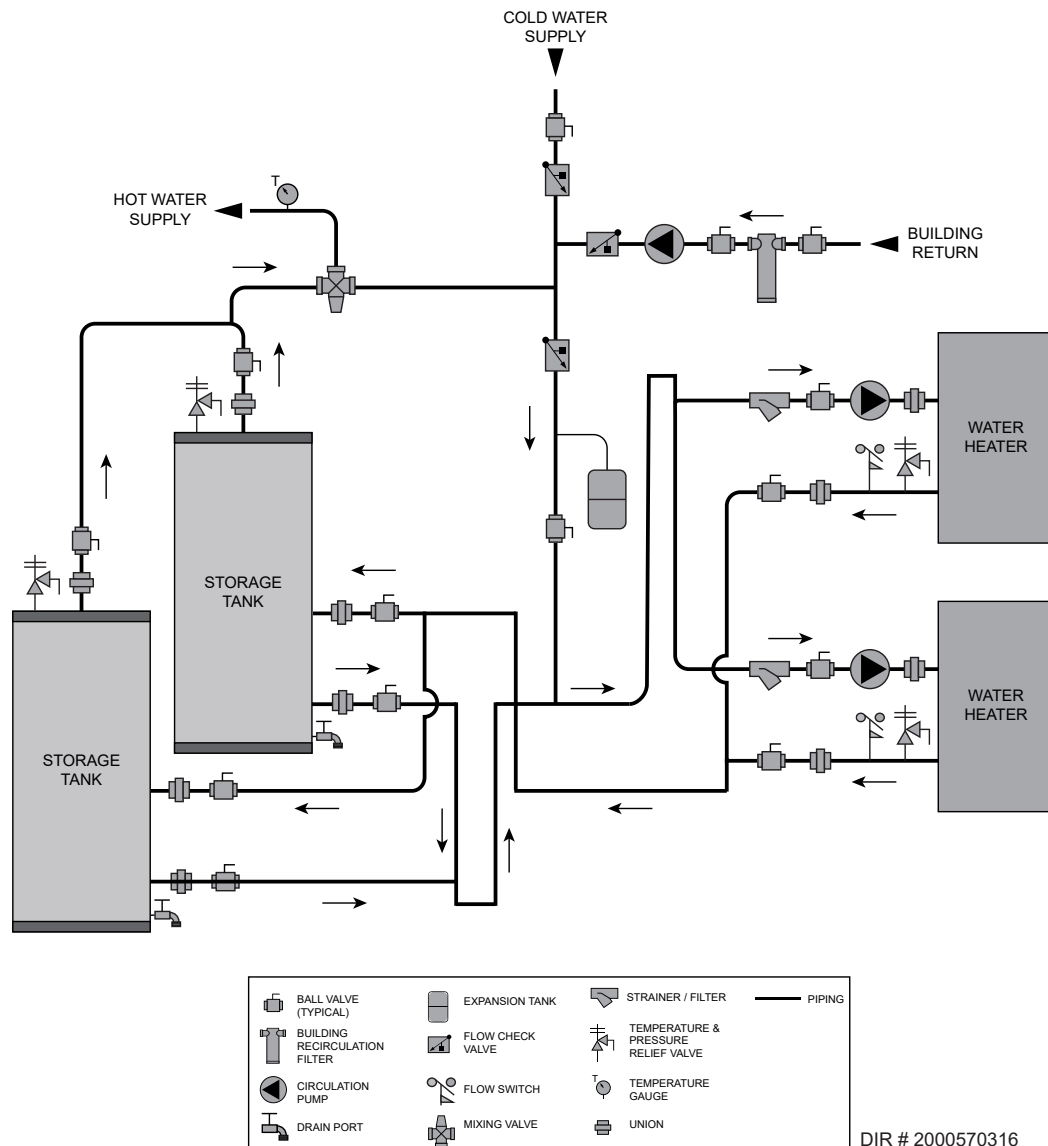 COLD WATER
SUPPLY
T
HOT WATER
SUPPLY
BUILDING
RETURN
WATER
HEATER
STORAGE
TANK
WATER
HEATER
STORAGE
TANK
BALL VALVE
(TYPICAL)
EXPANSION TANK
STRAINER / FILTER
PIPING
BUILDING
RECIRCULATION
FILTER
FLOW CHECK
VALVE
TEMPERATURE &
PRESSURE
RELIEF VALVE
CIRCULATION
PUMP
FLOW SWITCH
T
TEMPERATURE
GAUGE
DRAIN PORT
MIXING VALVE
UNION
DIR # 2000570316